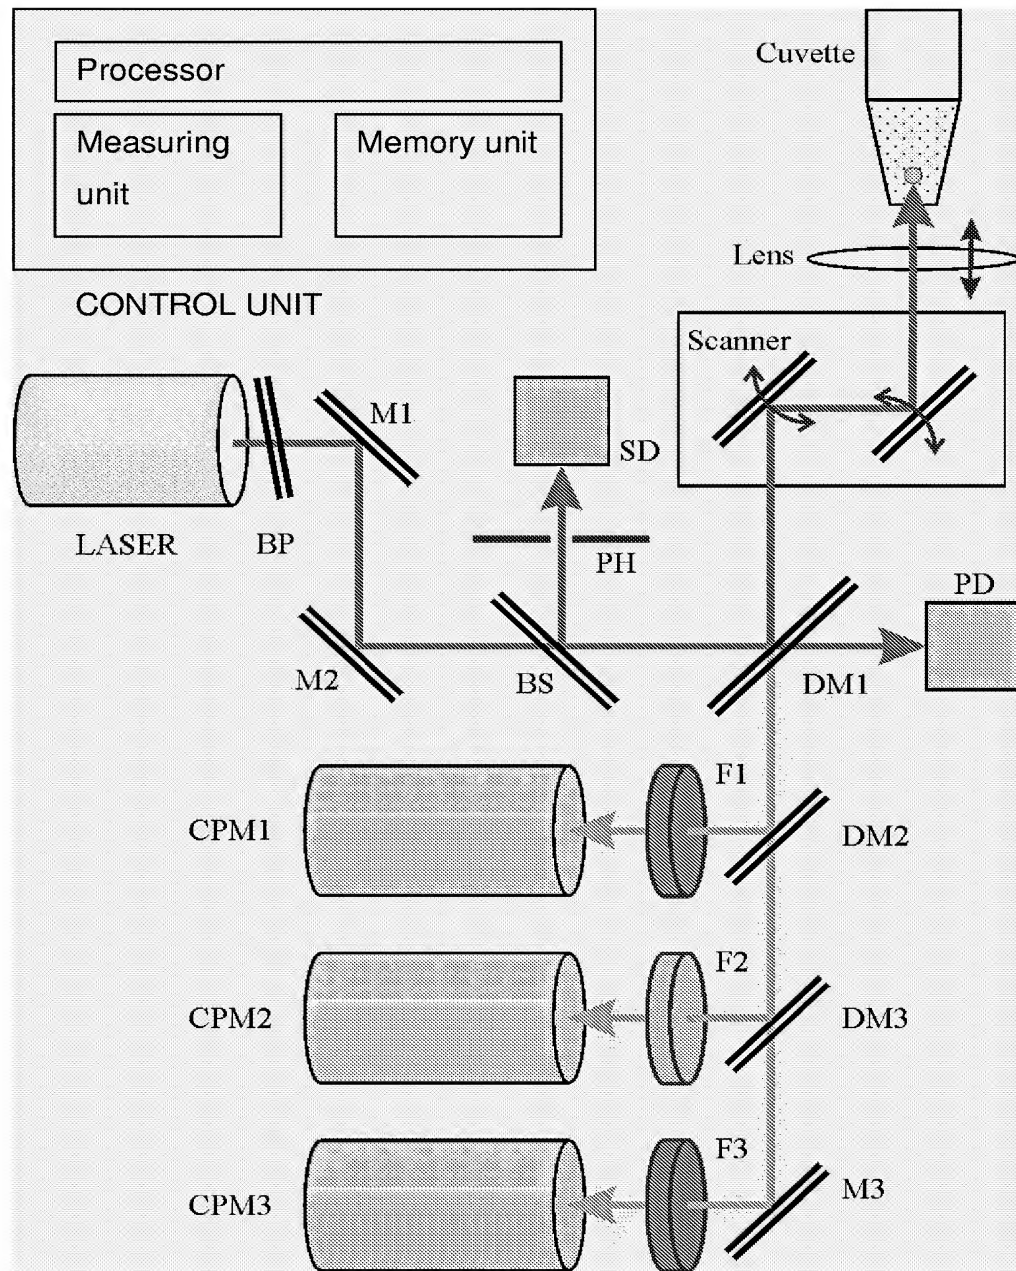 Processor
Measuring
unit
Memory unit
CONTROL UNIT
Cuvette
Lens
Scanner
M1
SD
LASER
BP
PH
PD
M2
BS
DM1
F1
CPM1
DM2
F2
CPM2
DM3
F3
CPM3
M3